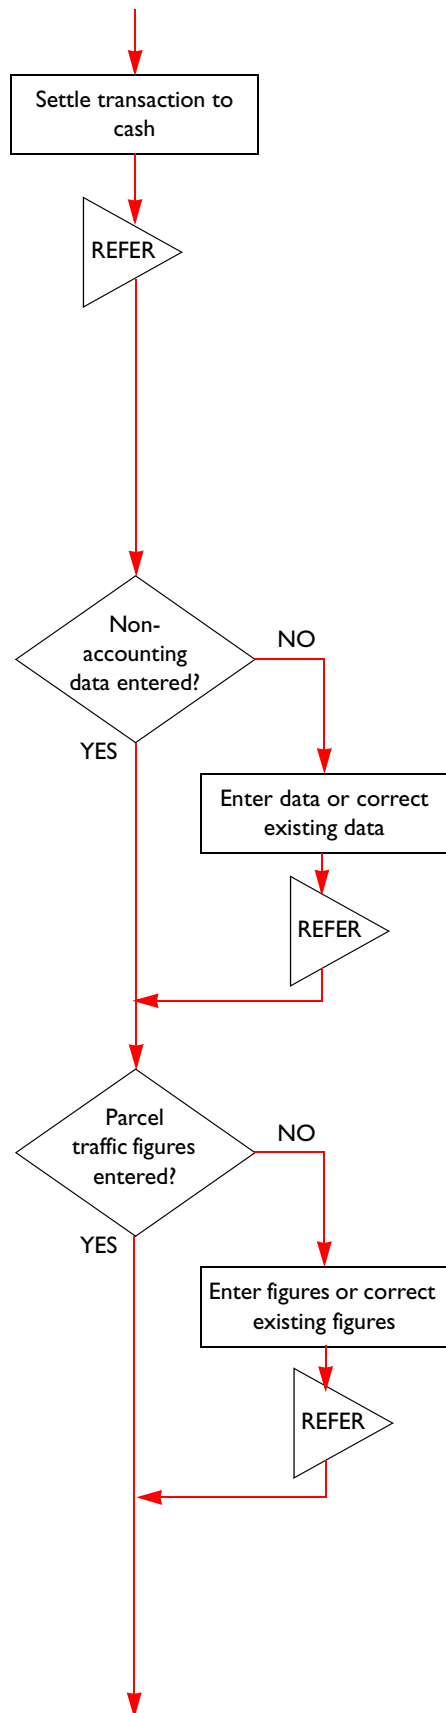 Settle transaction to
cash
REFER
Non-
accounting
data entered?
NO
YES
Enter data or correct
existing data
REFER
Parcel
traffic figures
entered?
NO
YES
Enter figures or correct
existing figures
REFER